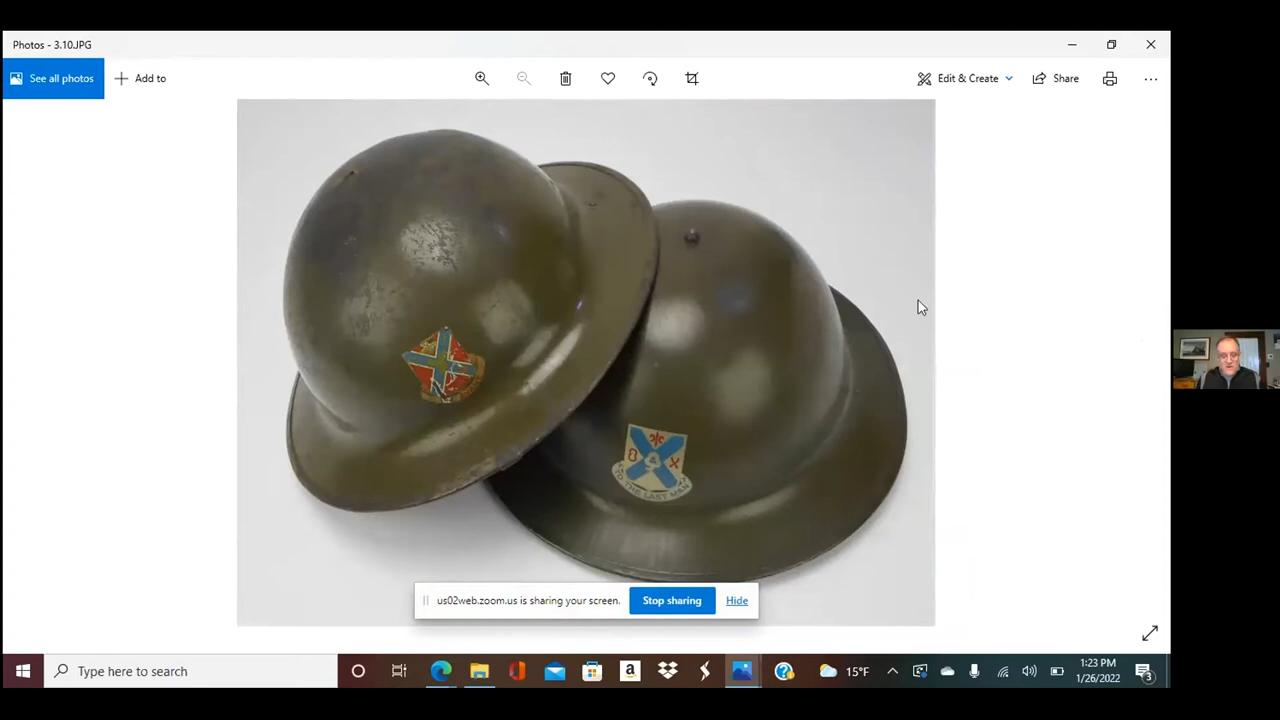 Photos - 3.10.JPG
See all photos
Add to
Edit & Create
Share
TO THE LAST MAN
us02web.zoom.us is sharing your screen.
Stop sharing
Hide
Type here to search
15°F
1:23 PM
1/26/2022
3